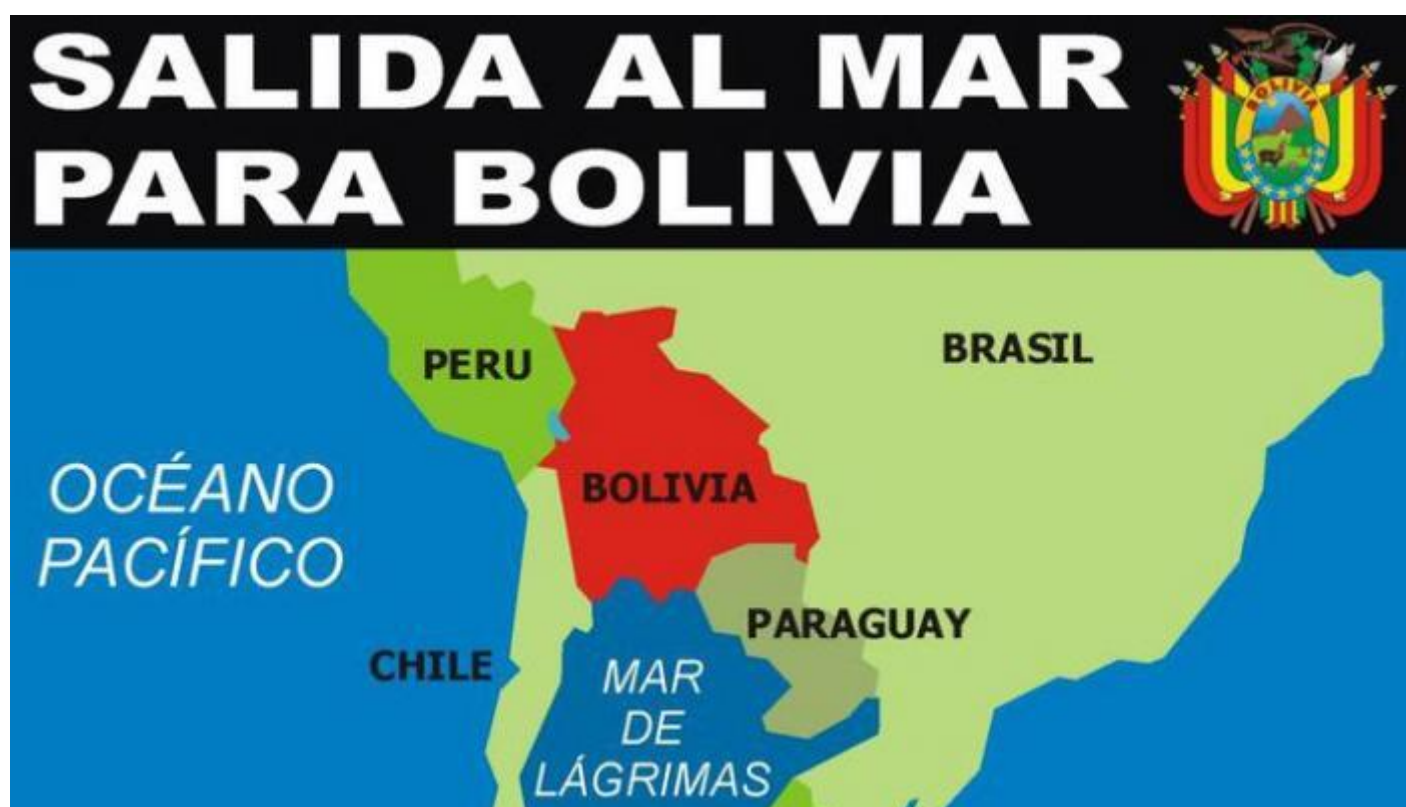 SALIDA AL MAR
PARA BOLIVIA
BOLIVIA
PERU
BRASIL
OCÉANO
PACÍFICO
BOLIVIA
PARAGUAY
CHILE
MAR
DE
LÁGRIMAS